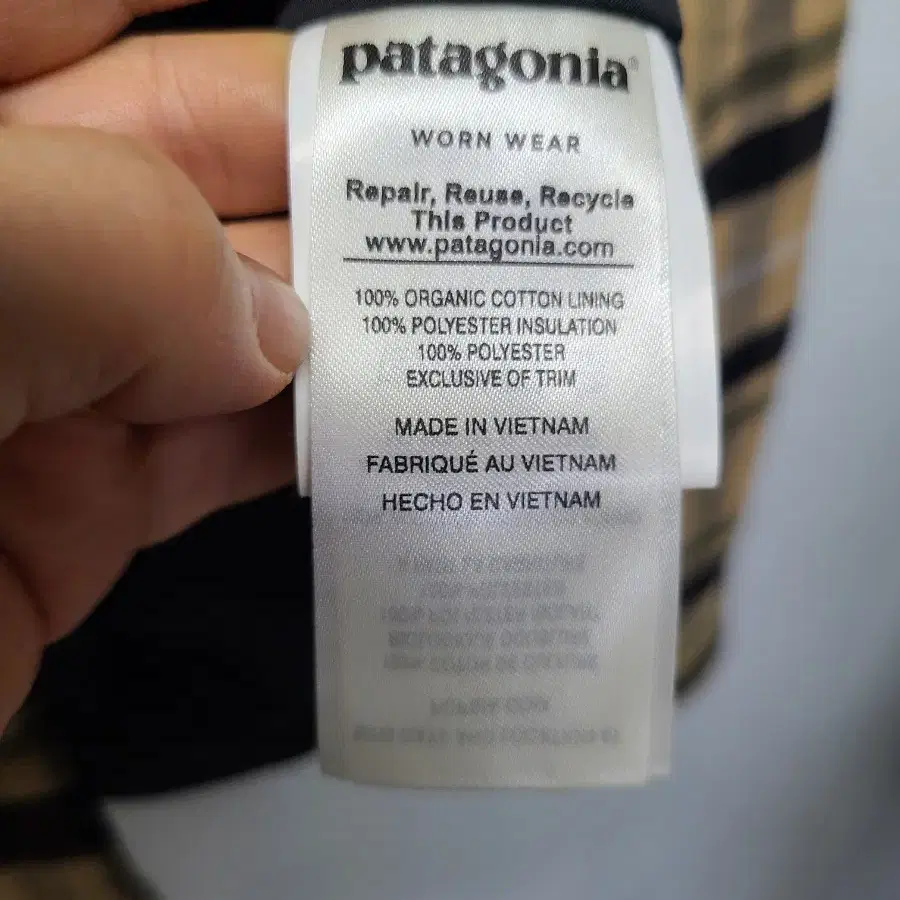 patagonia®
WORN WEAR
Repair, Reuse, Recycle
This Product
www.patagonia.com
100% ORGANIC COTTON LINING
100% POLYESTER INSULATION
100% POLYESTER
EXCLUSIVE OF TRIM
MADE IN VIETNAM
FABRIQUÉ AU VIETNAM
HECHO EN VIETNAM